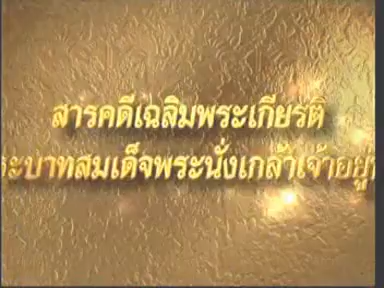 สารคดีเฉลิมพระเกียรติ
ะบาทสมเด็จพระนั่งเกล้าเจ้าอยู่